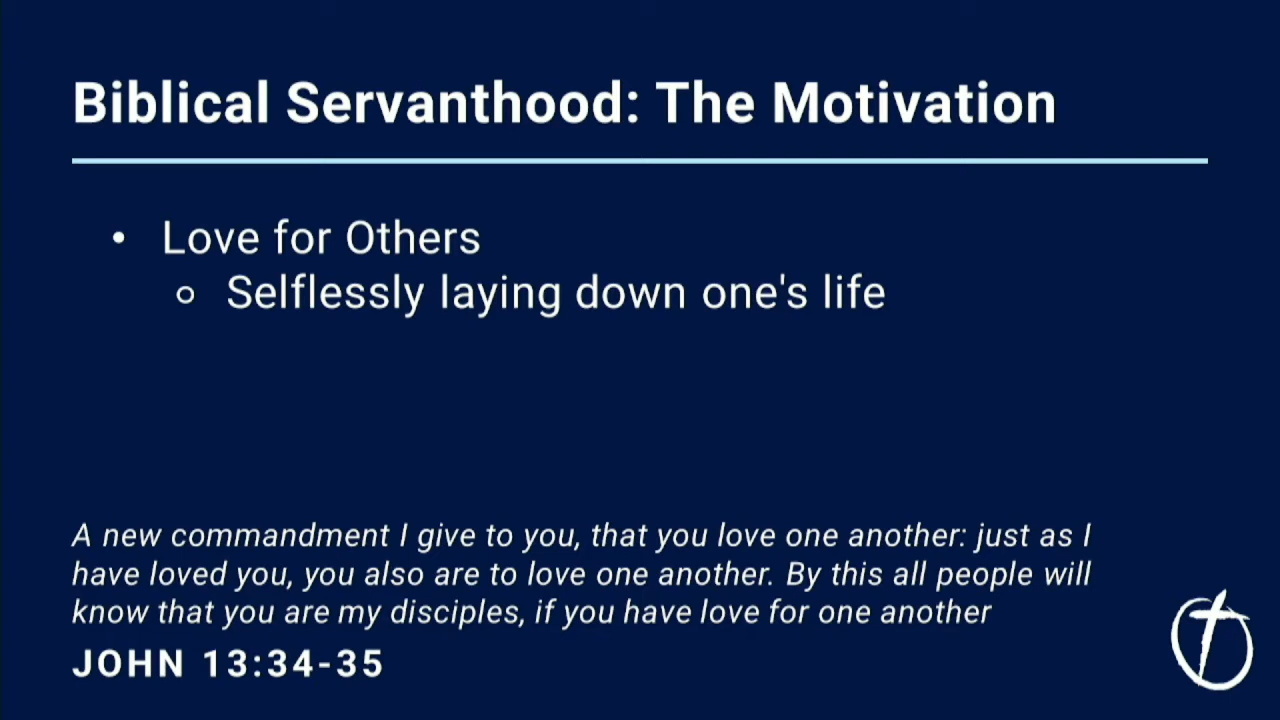 Biblical Servanthood: The Motivation
• Love for Others
o Selflessly laying down one's life
A new commandment I give to you, that you love one another: just as I
have loved you, you also are to love one another. By this all people will
know that you are my disciples, if you have love for one another
JOHN 13:34-35